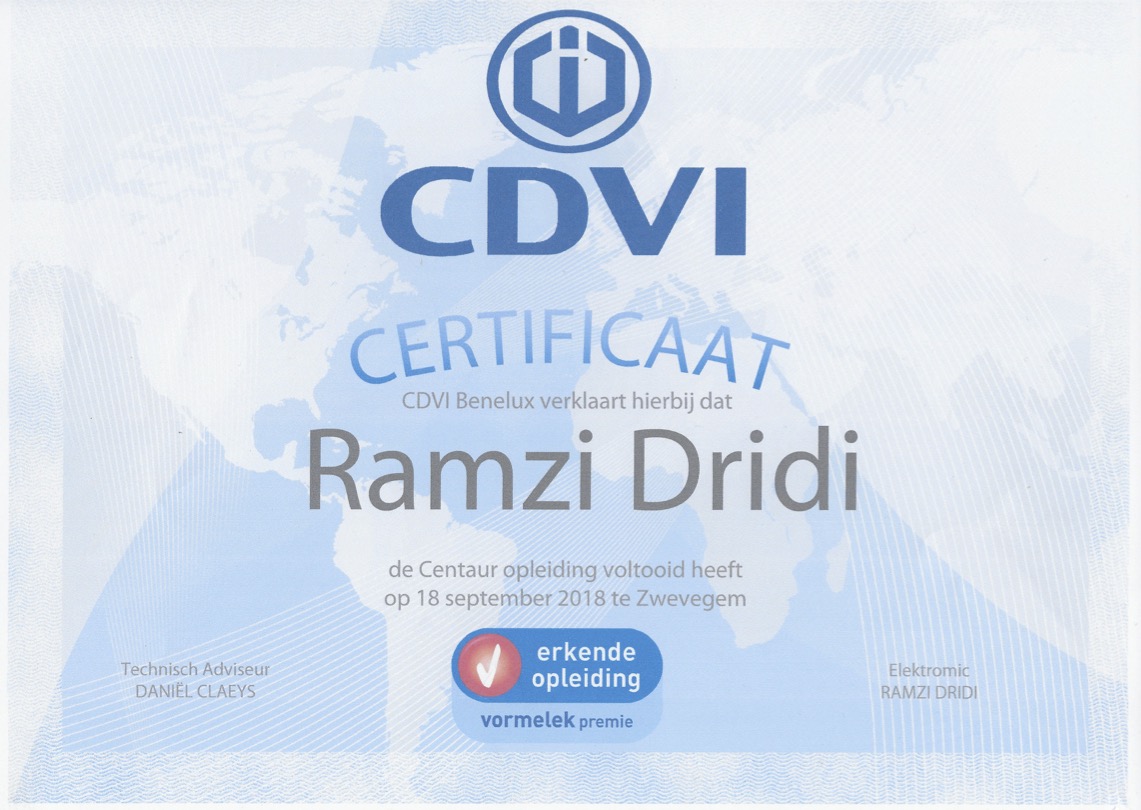 CDVI
CERTIFICAAT
CDVI Benelux verklaart hierbij dat
Ramzi Dridi
de Centaur opleiding voltooid heeft
op 18 september 2018 te Zwevegem
Technisch Adviseur
DANIËL CLAEYS
erkende
opleiding
vormelek premie
Elektromic
RAMZI DRIDI